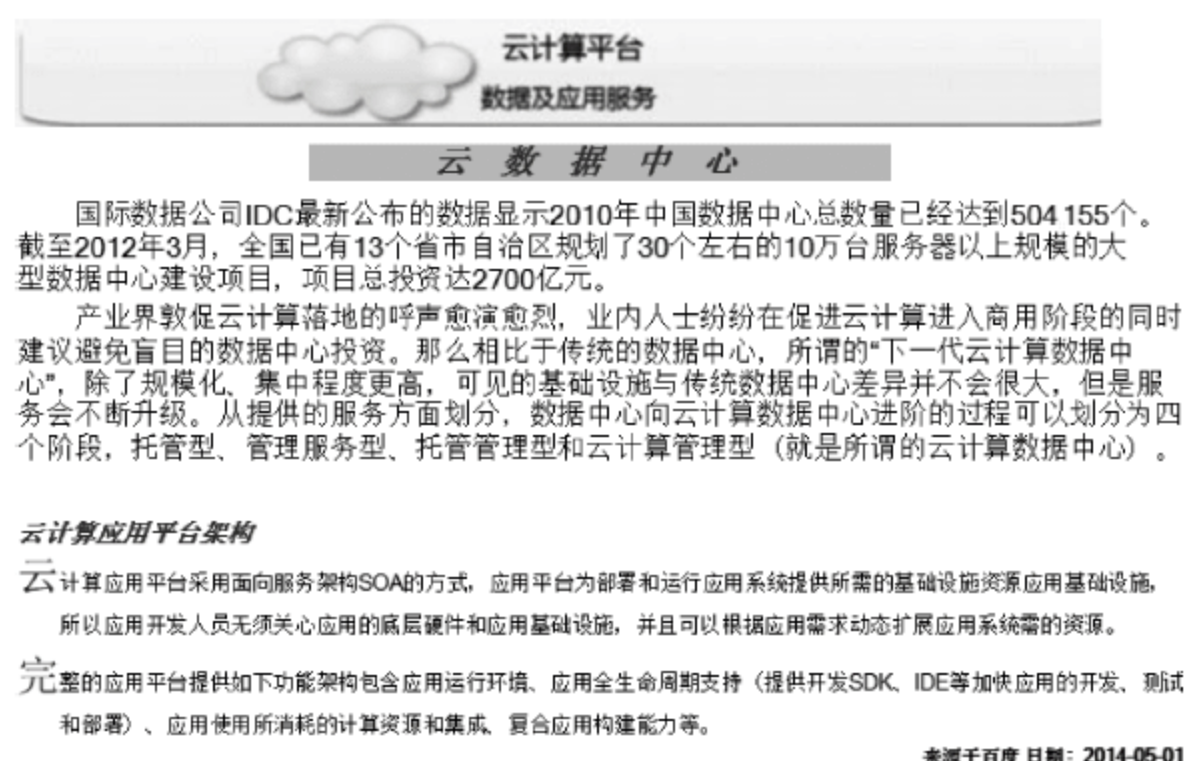 云计算平台
数据及应用服务
云 数 据 中 心
国际数据公司IDC最新公布的数据显示2010年中国数据中心总数量已经达到504 155个。
截至2012年3月，全国已有13个省市自治区规划了30个左右的10万台服务器以上规模的大
型数据中心建设项目，项目总投资达2700亿元。
产业界敦促云计算落地的呼声愈演愈烈，业内人士纷纷在促进云计算进入商用阶段的同时
建议避免盲目的数据中心投资。那么相比于传统的数据中心，所谓的“下一代云计算数据中
心”，除了规模化、集中程度更高，可见的基础设施与传统数据中心差异并不会很大，但是服
务会不断升级。从提供的服务方面划分，数据中心向云计算数据中心进阶的过程可以划分为四
个阶段，托管型、管理服务型、托管管理型和云计算管理型（就是所谓的云计算数据中心）。
云计算应用平台架构
云计算应用平台采用面向服务架构SOA的方式，应用平台为部署和运行应用系统提供所需的基础设施资源应用基础设施，
所以应用开发人员无须关心应用的底层硬件和应用基础设施，并且可以根据应用需求动态扩展应用系统需的资源。
完整的应用平台提供如下功能架构包含应用运行环境、应用全生命周期支持（提供开发SDK、IDE等加快应用的开发、测试
和部署）、应用使用所消耗的计算资源和集成、复合应用构建能力等。
来源于百度 日期：2014-05-01